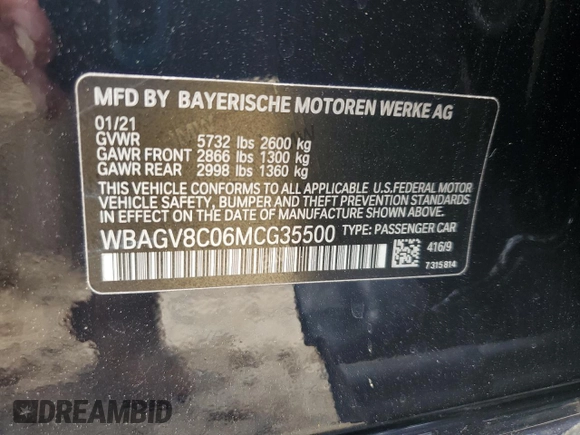 MFD BY BAYERISCHE MOTOREN WERKE AG
01/21
GVWR 5732 lbs 2600 kg
GAWR FRONT 2866 lbs 1300 kg
GAWR REAR 2998 lbs 1360 kg
THIS VEHICLE CONFORMS TO ALL APPLICABLE U.S.FEDERAL MOTOR
VEHICLE SAFETY, BUMPER AND THEFT PREVENTION STANDARDS
IN EFFECT ON THE DATE OF MANUFACTURE SHOWN ABOVE.
WBAGV8C06MCG35500 TYPE: PASSENGER CAR
416/9
7315814
DREAMBID